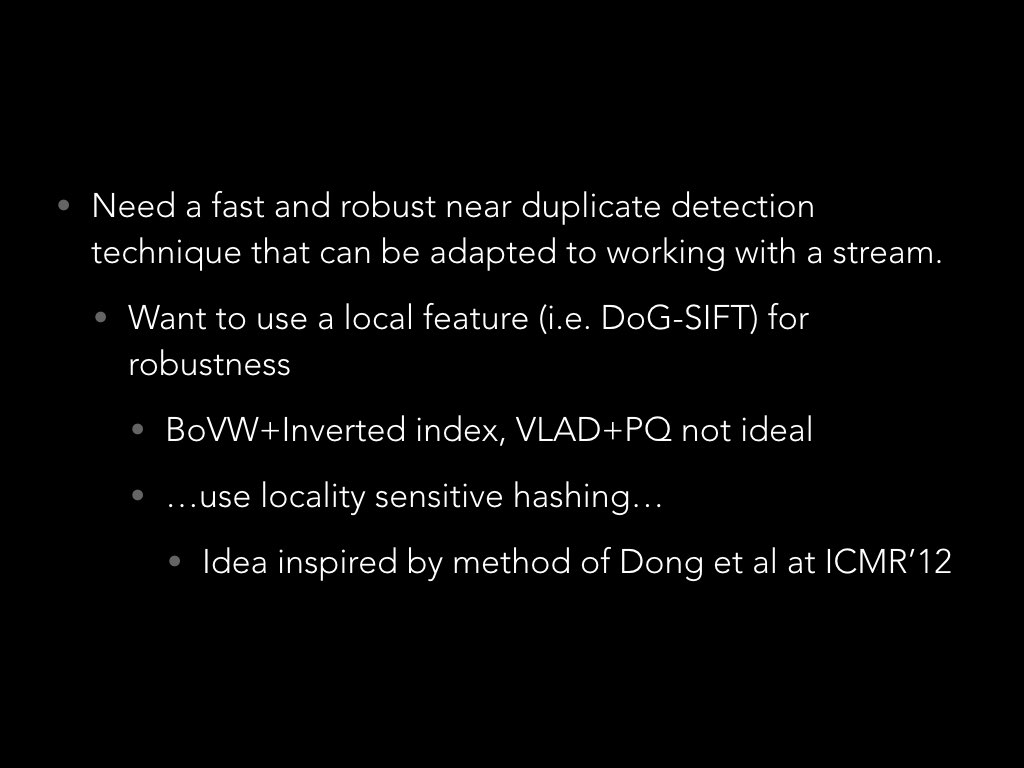 • Need a fast and robust near duplicate detection
technique that can be adapted to working with a stream.
• Want to use a local feature (i.e. DoG-SIFT) for
robustness
• BoVW+Inverted index, VLAD+PQ not ideal
• …use locality sensitive hashing…
• Idea inspired by method of Dong et al at ICMR’12